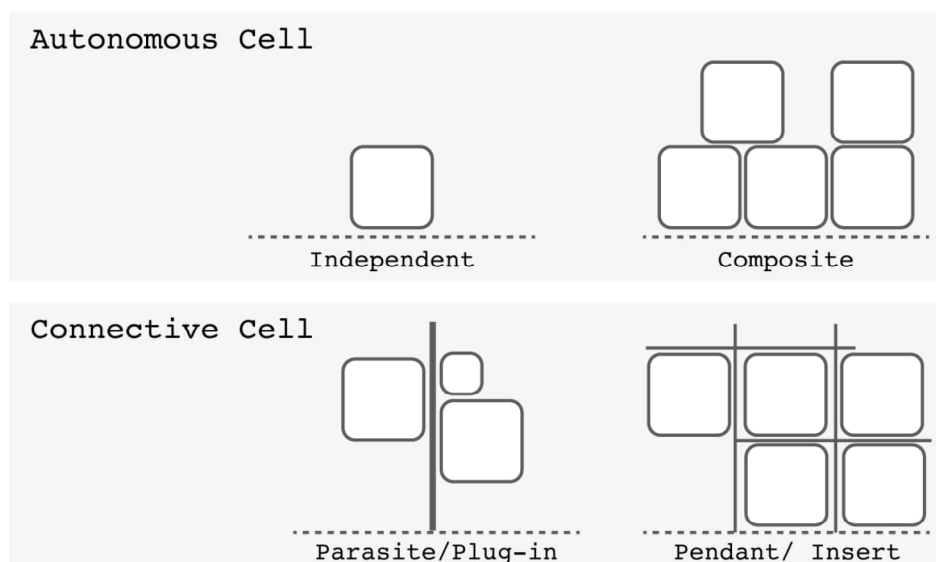 Autonomous Cell
Independent
Composite
Connective Cell
Parasite/Plug-in
Pendant/ Insert